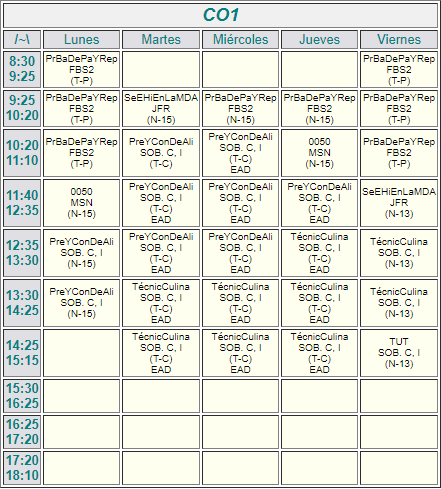 CO1
/~\ Lunes Martes Miércoles Jueves Viernes
8:30
9:25
PrBaDePaYRep
FBS2
(T-P)
PrBaDePaYRep
FBS2
(T-P)
9:25
10:20
PrBaDePaYRep
FBS2
(T-P)
SeEHiEnLaMDA
JFR
(N-15)
PrBaDePaYRep
FBS2
(N-15)
PrBaDePaYRep
FBS2
(N-15)
PrBaDePaYRep
FBS2
(T-P)
10:20
11:10
PrBaDePaYRep
FBS2
(T-P)
PreYConDeAli
SOB. C, I
(T-C)
PreYConDeAli
SOB. C, I
(T-C)
EAD
0050
MSN
(N-15)
PrBaDePaYRep
FBS2
(T-P)
11:40
12:35
0050
MSN
(N-15)
PreYConDeAli
SOB. C, I
(T-C)
EAD
PreYConDeAli
SOB. C, I
(T-C)
EAD
PreYConDeAli
SOB. C, I
(T-C)
EAD
SeEHiEnLaMDA
JFR
(N-13)
12:35
13:30
PreYConDeAli
SOB. C, I
(N-15)
PreYConDeAli
SOB. C, I
(T-C)
EAD
PreYConDeAli
SOB. C, I
(T-C)
EAD
TécnicCulina
SOB. C, I
(T-C)
EAD
TécnicCulina
SOB. C, I
(N-13)
13:30
14:25
PreYConDeAli
SOB. C, I
(N-15)
TécnicCulina
SOB. C, I
(T-C)
EAD
TécnicCulina
SOB. C, I
(T-C)
EAD
TécnicCulina
SOB. C, I
(T-C)
EAD
TécnicCulina
SOB. C, I
(N-13)
14:25
15:15
TécnicCulina
SOB. C, I
(T-C)
EAD
TécnicCulina
SOB. C, I
(T-C)
EAD
TécnicCulina
SOB. C, I
(T-C)
EAD
TUT
SOB. C, I
(N-13)
15:30
16:25
16:25
17:20
17:20
18:10